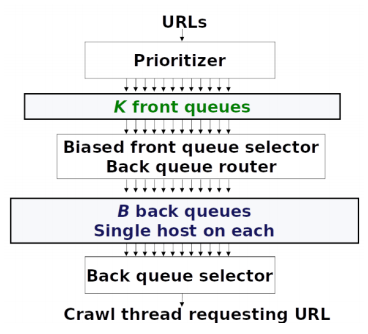 URLs
Prioritizer
K front queues
Biased front queue selector
Back queue router
B back queues
Single host on each
Back queue selector
Crawl thread requesting URL